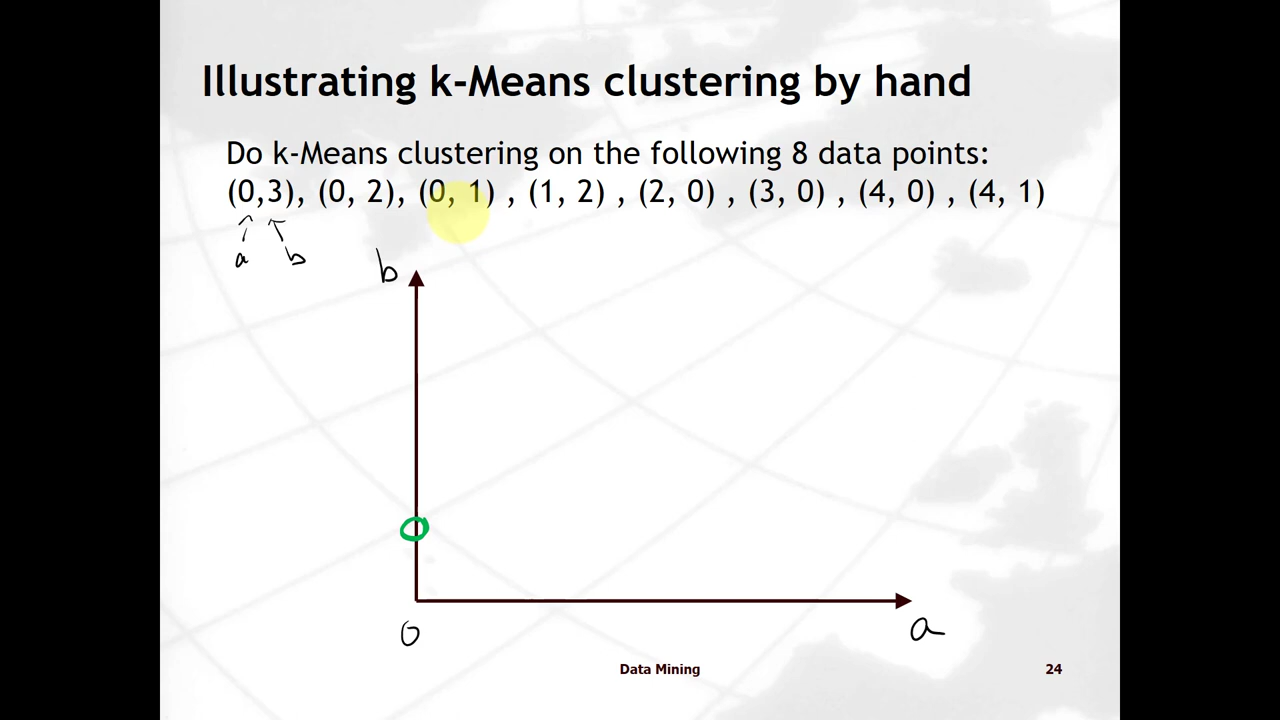 Illustrating k-Means clustering by hand
Do k-Means clustering on the following 8 data points:
(0,3), (0, 2), (0, 1) , (1, 2) , (2, 0) , (3, 0) , (4, 0) , (4, 1)
a b
b
0
a
Data Mining 24